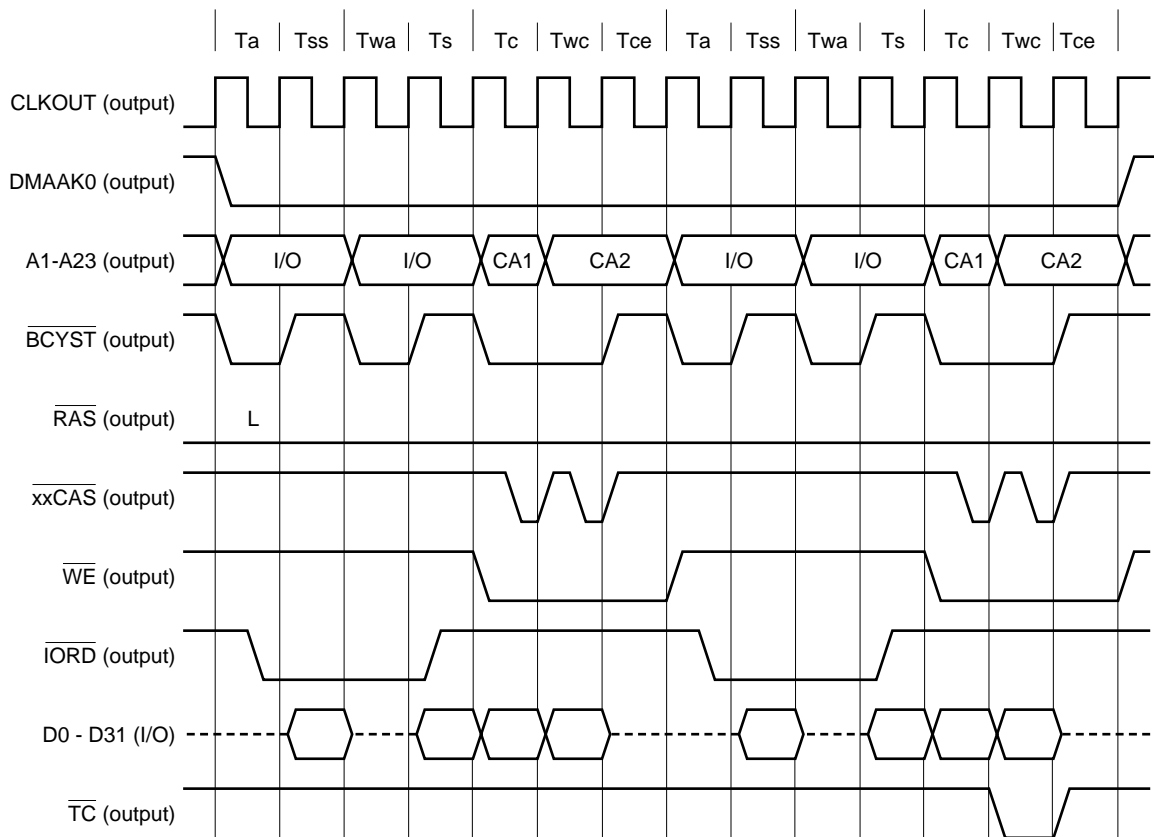 Ta Tss Twa Ts Tc Twc Tce Ta Tss Twa Ts Tc Twc Tce
CLKOUT (output)
DMAAK0 (output)
A1-A23 (output) I/O I/O CA1 CA2 I/O I/O CA1 CA2
BCYST (output)
RAS (output) L
xxCAS (output)
WE (output)
IORD (output)
D0 - D31 (I/O)
TC (output)